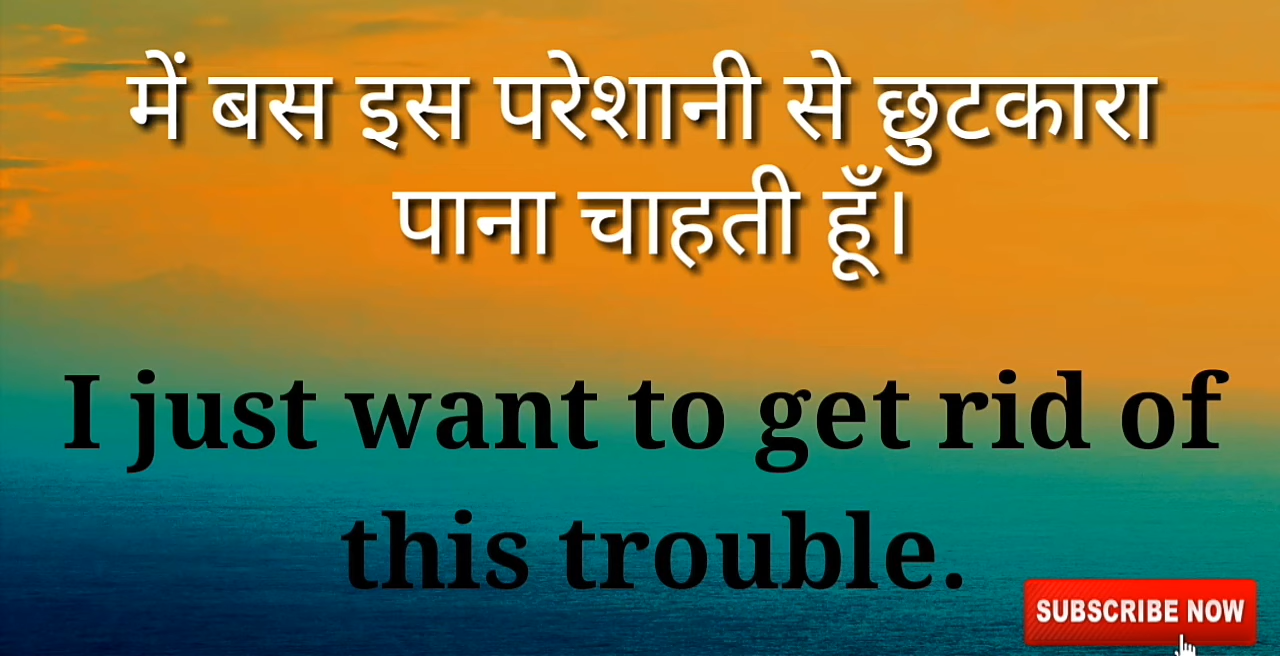 में बस इस परेशानी से छुटकारा
पाना चाहती हूँ।
I just want to get rid of
this trouble.
SUBSCRIBE NOW